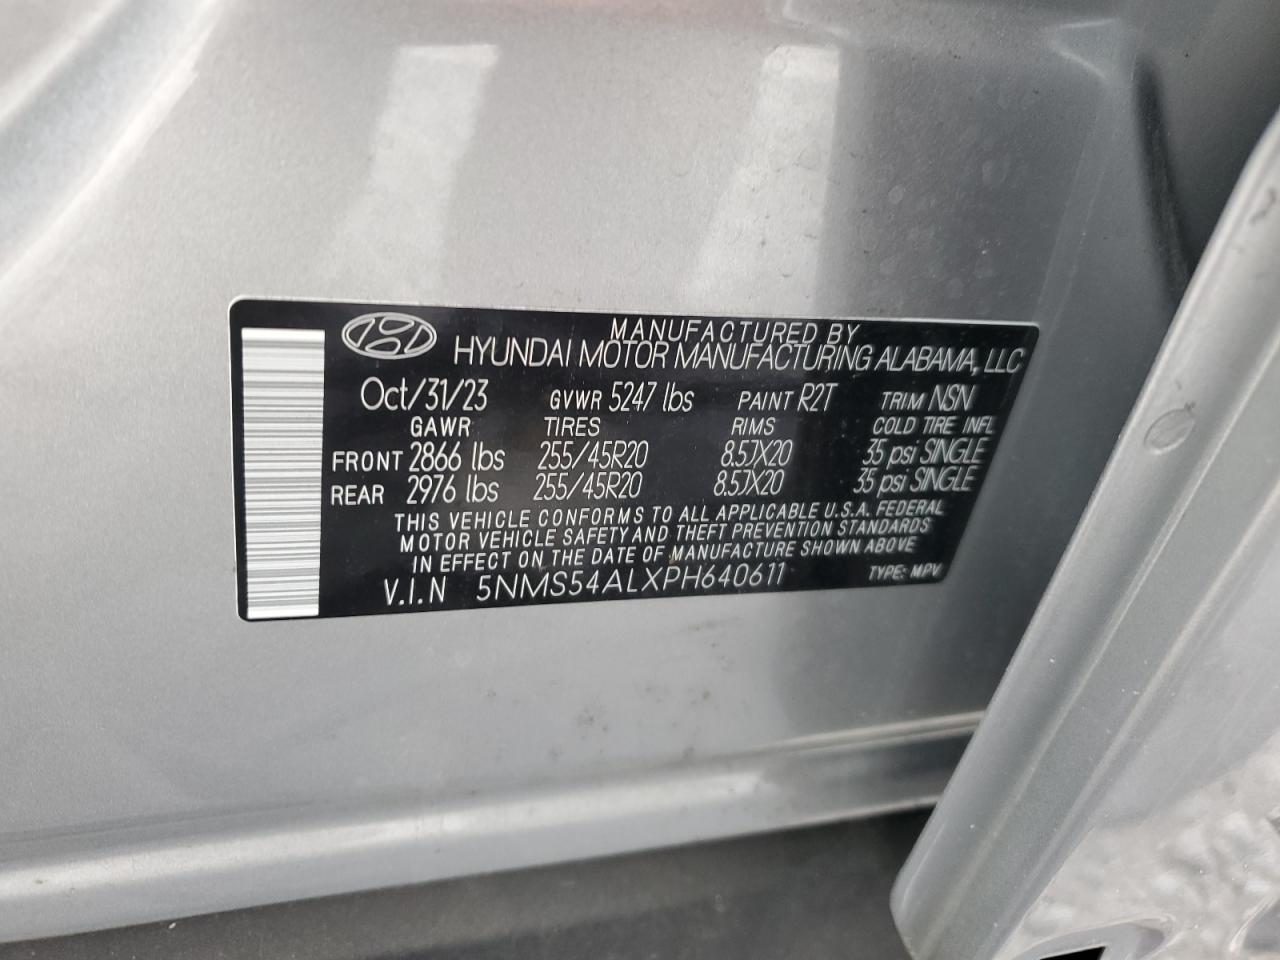 MANUFACTURED BY
HYUNDAI MOTOR MANUFACTURING ALABAMA, LLC
Oct/31/23 GVWR 5247 lbs PAINT R2T TRIM NSN
GAWR TIRES RIMS COLD TIRE INFL
FRONT 2866 lbs 255/45R20 8.5JX20 35 psi SINGLE
REAR 2976 lbs 255/45R20 8.5JX20 35 psi SINGLE
THIS VEHICLE CONFORMS TO ALL APPLICABLE U.S.A. FEDERAL
MOTOR VEHICLE SAFETY AND THEFT PREVENTION STANDARDS
IN EFFECT ON THE DATE OF MANUFACTURE SHOWN ABOVE
V.I.N 5NMS54ALXPH640611 TYPE: MPV